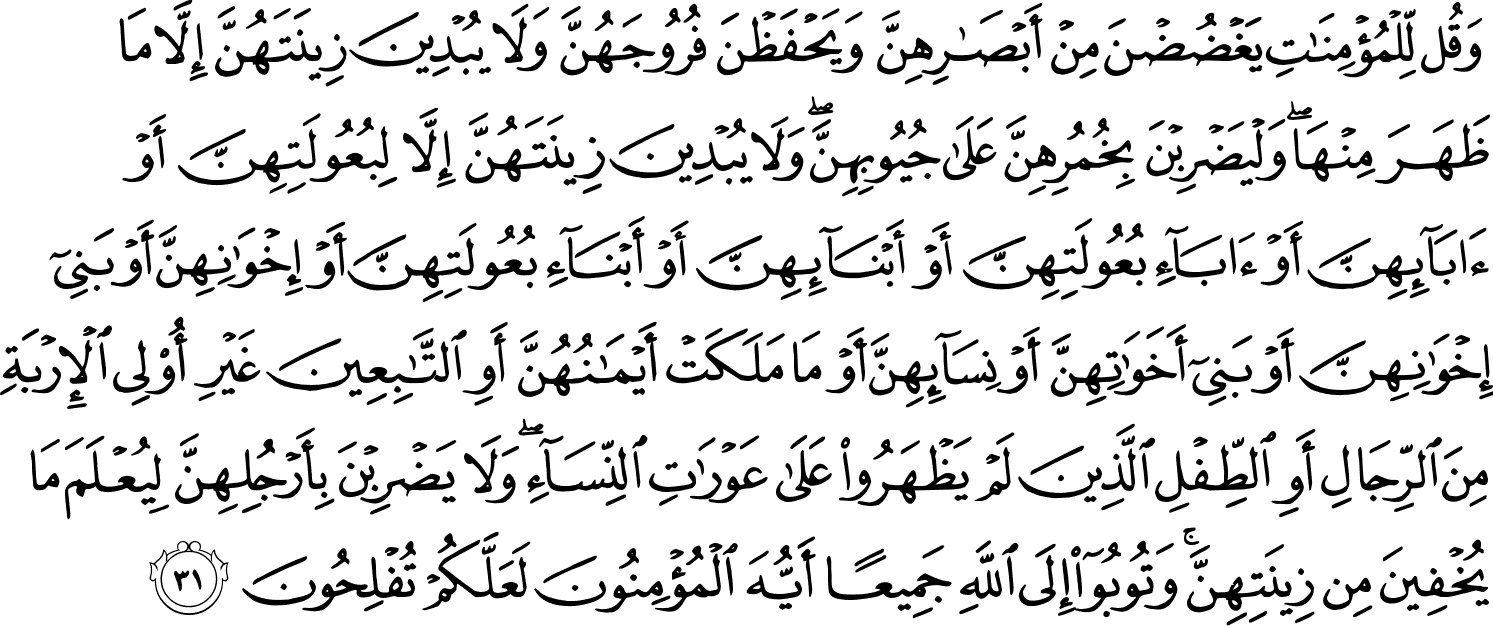 وَقُل لِّلْمُؤْمِنَٰتِ يَغْضُضْنَ مِنْ أَبْصَٰرِهِنَّ وَيَحْفَظْنَ فُرُوجَهُنَّ وَلَا يُبْدِينَ زِينَتَهُنَّ إِلَّا مَا
ظَهَرَ مِنْهَا ۖ وَلْيَضْرِبْنَ بِخُمُرِهِنَّ عَلَىٰ جُيُوبِهِنَّ ۖ وَلَا يُبْدِينَ زِينَتَهُنَّ إِلَّا لِبُعُولَتِهِنَّ أَوْ
ءَابَآئِهِنَّ أَوْ ءَابَآءِ بُعُولَتِهِنَّ أَوْ أَبْنَآئِهِنَّ أَوْ أَبْنَآءِ بُعُولَتِهِنَّ أَوْ إِخْوَٰنِهِنَّ أَوْ بَنِىٓ
إِخْوَٰنِهِنَّ أَوْ بَنِىٓ أَخَوَٰتِهِنَّ أَوْ نِسَآئِهِنَّ أَوْ مَا مَلَكَتْ أَيْمَٰنُهُنَّ أَوِ ٱلتَّٰبِعِينَ غَيْرِ أُو۟لِى ٱلْإِرْبَةِ
مِنَ ٱلرِّجَالِ أَوِ ٱلطِّفْلِ ٱلَّذِينَ لَمْ يَظْهَرُوا۟ عَلَىٰ عَوْرَٰتِ ٱلنِّسَآءِ ۖ وَلَا يَضْرِبْنَ بِأَرْجُلِهِنَّ لِيُعْلَمَ مَا
يُخْفِينَ مِن زِينَتِهِنَّ ۚ وَتُوبُوٓا۟ إِلَى ٱللَّهِ جَمِيعًا أَيُّهَ ٱلْمُؤْمِنُونَ لَعَلَّكُمْ تُفْلِحُونَ ٣١